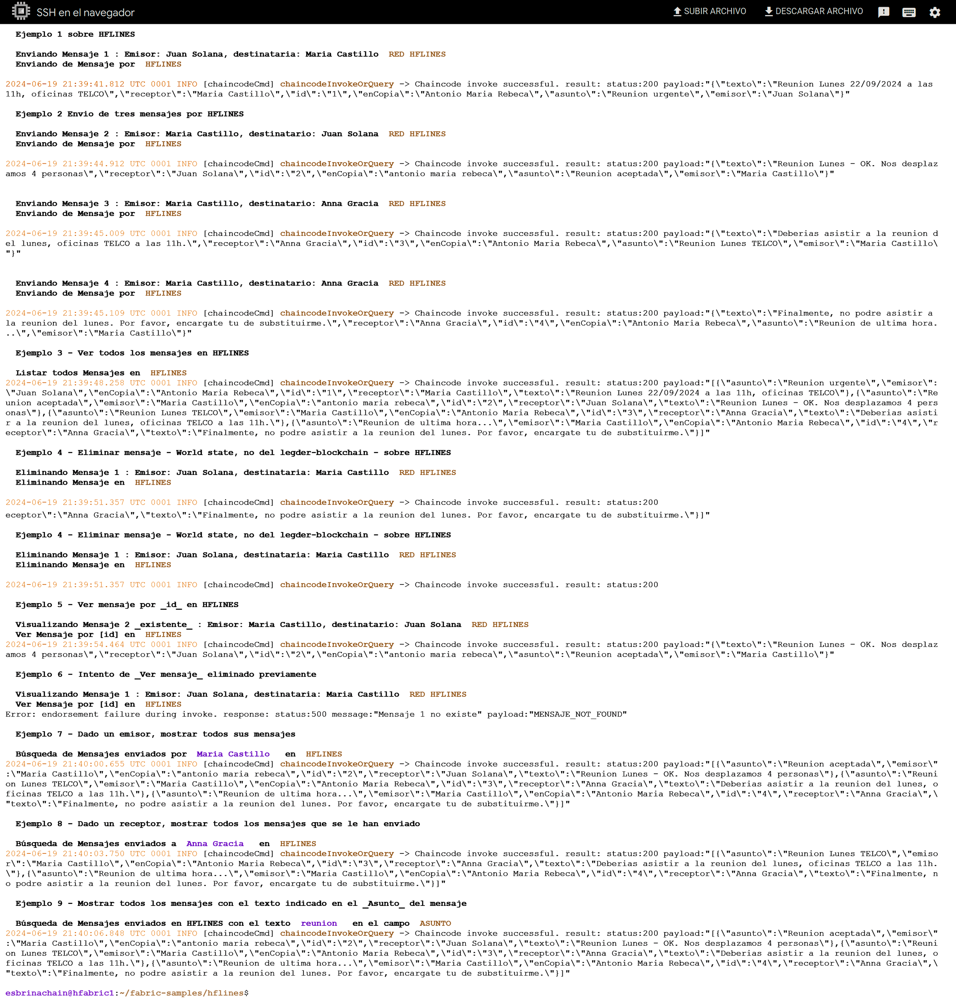 SSH en el navegador
SUBIR ARCHIVO
DESCARGAR ARCHIVO
Ejemplo 1 sobre HFLINES
Enviando Mensaje 1 : Emisor: Juan Solana, destinataria: Maria Castillo  RED HFLINES
Enviando de Mensaje por  HFLINES
2024-06-19 21:39:41.812 UTC 0001 INFO [chaincodeCmd] chaincodeInvokeOrQuery -> Chaincode invoke successful. result: status:200 payload:"{\"texto\":\"Reunion Lunes 22/09/2024 a las
11h, oficinas TELCO\",\"receptor\":\"Maria Castillo\",\"id\":\"1\",\"enCopia\":\"Antonio Maria Rebeca\",\"asunto\":\"Reunion urgente\",\"emisor\":\"Juan Solana\"}"
Ejemplo 2 Envio de tres mensajes por HFLINES
Enviando Mensaje 2 : Emisor: Maria Castillo, destinatario: Juan Solana  RED HFLINES
Enviando de Mensaje por  HFLINES
2024-06-19 21:39:44.912 UTC 0001 INFO [chaincodeCmd] chaincodeInvokeOrQuery -> Chaincode invoke successful. result: status:200 payload:"{\"texto\":\"Reunion Lunes - OK. Nos desplaz
amos 4 personas\",\"receptor\":\"Juan Solana\",\"id\":\"2\",\"enCopia\":\"antonio maria rebeca\",\"asunto\":\"Reunion aceptada\",\"emisor\":\"Maria Castillo\"}"
Enviando Mensaje 3 : Emisor: Maria Castillo, destinatario: Anna Gracia  RED HFLINES
Enviando de Mensaje por  HFLINES
2024-06-19 21:39:45.009 UTC 0001 INFO [chaincodeCmd] chaincodeInvokeOrQuery -> Chaincode invoke successful. result: status:200 payload:"{\"texto\":\"Deberias asistir a la reunion d
el lunes, oficinas TELCO a las 11h.\",\"receptor\":\"Anna Gracia\",\"id\":\"3\",\"enCopia\":\"Antonio Maria Rebeca\",\"asunto\":\"Reunion Lunes TELCO\",\"emisor\":\"Maria Castillo\
"}"
Enviando Mensaje 4 : Emisor: Maria Castillo, destinatario: Anna Gracia  RED HFLINES
Enviando de Mensaje por  HFLINES
2024-06-19 21:39:45.109 UTC 0001 INFO [chaincodeCmd] chaincodeInvokeOrQuery -> Chaincode invoke successful. result: status:200 payload:"{\"texto\":\"Finalmente, no podre asistir a
la reunion del lunes. Por favor, encargate tu de substituirme.\",\"receptor\":\"Anna Gracia\",\"id\":\"4\",\"enCopia\":\"Antonio Maria Rebeca\",\"asunto\":\"Reunion de ultima hora.
..\",\"emisor\":\"Maria Castillo\"}"
Ejemplo 3 - Ver todos los mensajes en HFLINES
Listar todos Mensajes en  HFLINES
2024-06-19 21:39:48.258 UTC 0001 INFO [chaincodeCmd] chaincodeInvokeOrQuery -> Chaincode invoke successful. result: status:200 payload:"[{\"asunto\":\"Reunion urgente\",\"emisor\":
\"Juan Solana\",\"enCopia\":\"Antonio Maria Rebeca\",\"id\":\"1\",\"receptor\":\"Maria Castillo\",\"texto\":\"Reunion Lunes 22/09/2024 a las 11h, oficinas TELCO\"},{\"asunto\":\"Re
union aceptada\",\"emisor\":\"Maria Castillo\",\"enCopia\":\"antonio maria rebeca\",\"id\":\"2\",\"receptor\":\"Juan Solana\",\"texto\":\"Reunion Lunes - OK. Nos desplazamos 4 pers
onas\"},{\"asunto\":\"Reunion Lunes TELCO\",\"emisor\":\"Maria Castillo\",\"enCopia\":\"Antonio Maria Rebeca\",\"id\":\"3\",\"receptor\":\"Anna Gracia\",\"texto\":\"Deberias asisti
r a la reunion del lunes, oficinas TELCO a las 11h.\"},{\"asunto\":\"Reunion de ultima hora...\",\"emisor\":\"Maria Castillo\",\"enCopia\":\"Antonio Maria Rebeca\",\"id\":\"4\",\"r
eceptor\":\"Anna Gracia\",\"texto\":\"Finalmente, no podre asistir a la reunion del lunes. Por favor, encargate tu de substituirme.\"}]"
Ejemplo 4 - Eliminar mensaje - World state, no del legder-blockchain - sobre HFLINES
Eliminando Mensaje 1 : Emisor: Juan Solana, destinataria: Maria Castillo  RED HFLINES
Eliminando Mensaje en  HFLINES
2024-06-19 21:39:51.357 UTC 0001 INFO [chaincodeCmd] chaincodeInvokeOrQuery -> Chaincode invoke successful. result: status:200
eceptor\":\"Anna Gracia\",\"texto\":\"Finalmente, no podre asistir a la reunion del lunes. Por favor, encargate tu de substituirme.\"}]"
Ejemplo 4 - Eliminar mensaje - World state, no del legder-blockchain - sobre HFLINES
Eliminando Mensaje 1 : Emisor: Juan Solana, destinataria: Maria Castillo  RED HFLINES
Eliminando Mensaje en  HFLINES
2024-06-19 21:39:51.357 UTC 0001 INFO [chaincodeCmd] chaincodeInvokeOrQuery -> Chaincode invoke successful. result: status:200
Ejemplo 5 - Ver mensaje por _id_ en HFLINES
Visualizando Mensaje 2 _existente_ : Emisor: Maria Castillo, destinatario: Juan Solana  RED HFLINES
Ver Mensaje por [id] en  HFLINES
2024-06-19 21:39:54.464 UTC 0001 INFO [chaincodeCmd] chaincodeInvokeOrQuery -> Chaincode invoke successful. result: status:200 payload:"{\"texto\":\"Reunion Lunes - OK. Nos desplaz
amos 4 personas\",\"receptor\":\"Juan Solana\",\"id\":\"2\",\"enCopia\":\"antonio maria rebeca\",\"asunto\":\"Reunion aceptada\",\"emisor\":\"Maria Castillo\"}"
Ejemplo 6 - Intento de _Ver mensaje_ eliminado previamente
Visualizando Mensaje 1 : Emisor: Juan Solana, destinataria: Maria Castillo  RED HFLINES
Ver Mensaje por [id] en  HFLINES
Error: endorsement failure during invoke. response: status:500 message:"Mensaje 1 no existe" payload:"MENSAJE_NOT_FOUND"
Ejemplo 7 - Dado un emisor, mostrar todos sus mensajes
Búsqueda de Mensajes enviados por  Maria Castillo   en  HFLINES
2024-06-19 21:40:00.655 UTC 0001 INFO [chaincodeCmd] chaincodeInvokeOrQuery -> Chaincode invoke successful. result: status:200 payload:"[{\"asunto\":\"Reunion aceptada\",\"emisor\"
:\"Maria Castillo\",\"enCopia\":\"antonio maria rebeca\",\"id\":\"2\",\"receptor\":\"Juan Solana\",\"texto\":\"Reunion Lunes - OK. Nos desplazamos 4 personas\"},{\"asunto\":\"Reuni
on Lunes TELCO\",\"emisor\":\"Maria Castillo\",\"enCopia\":\"Antonio Maria Rebeca\",\"id\":\"3\",\"receptor\":\"Anna Gracia\",\"texto\":\"Deberias asistir a la reunion del lunes, o
ficinas TELCO a las 11h.\"},{\"asunto\":\"Reunion de ultima hora...\",\"emisor\":\"Maria Castillo\",\"enCopia\":\"Antonio Maria Rebeca\",\"id\":\"4\",\"receptor\":\"Anna Gracia\",\
"texto\":\"Finalmente, no podre asistir a la reunion del lunes. Por favor, encargate tu de substituirme.\"}]"
Ejemplo 8 - Dado un receptor, mostrar todos los mensajes que se le han enviado
Búsqueda de Mensajes enviados a  Anna Gracia   en  HFLINES
2024-06-19 21:40:03.750 UTC 0001 INFO [chaincodeCmd] chaincodeInvokeOrQuery -> Chaincode invoke successful. result: status:200 payload:"[{\"asunto\":\"Reunion Lunes TELCO\",\"emiso
r\":\"Maria Castillo\",\"enCopia\":\"Antonio Maria Rebeca\",\"id\":\"3\",\"receptor\":\"Anna Gracia\",\"texto\":\"Deberias asistir a la reunion del lunes, oficinas TELCO a las 11h.
\"},{\"asunto\":\"Reunion de ultima hora...\",\"emisor\":\"Maria Castillo\",\"enCopia\":\"Antonio Maria Rebeca\",\"id\":\"4\",\"receptor\":\"Anna Gracia\",\"texto\":\"Finalmente, n
o podre asistir a la reunion del lunes. Por favor, encargate tu de substituirme.\"}]"
Ejemplo 9 - Mostrar todos los mensajes con el texto indicado en el _Asunto_ del mensaje
Búsqueda de Mensajes enviados en HFLINES con el texto  reunion   en el campo  ASUNTO
2024-06-19 21:40:06.848 UTC 0001 INFO [chaincodeCmd] chaincodeInvokeOrQuery -> Chaincode invoke successful. result: status:200 payload:"[{\"asunto\":\"Reunion aceptada\",\"emisor\"
:\"Maria Castillo\",\"enCopia\":\"antonio maria rebeca\",\"id\":\"2\",\"receptor\":\"Juan Solana\",\"texto\":\"Reunion Lunes - OK. Nos desplazamos 4 personas\"},{\"asunto\":\"Reuni
on Lunes TELCO\",\"emisor\":\"Maria Castillo\",\"enCopia\":\"Antonio Maria Rebeca\",\"id\":\"3\",\"receptor\":\"Anna Gracia\",\"texto\":\"Deberias asistir a la reunion del lunes, o
ficinas TELCO a las 11h.\"},{\"asunto\":\"Reunion de ultima hora...\",\"emisor\":\"Maria Castillo\",\"enCopia\":\"Antonio Maria Rebeca\",\"id\":\"4\",\"receptor\":\"Anna Gracia\",\
"texto\":\"Finalmente, no podre asistir a la reunion del lunes. Por favor, encargate tu de substituirme.\"}]"
esbrinachain@hfabric1:~/fabric-samples/hflines$